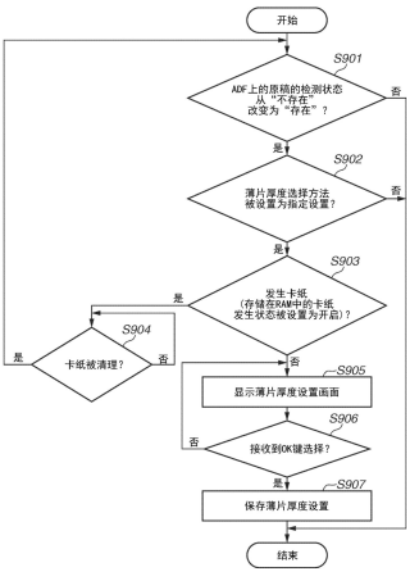 开始
S901
ADF上的原稿的检测状态
从“不存在”
改变为“存在”？
否
是
S902
薄片厚度选择方法
被设置为指定设置？
否
是
S903
发生卡纸
(存储在RAM中的卡纸
发生状态被设置为开启)？
是
否
S904
卡纸被清理？
是
否
S905
显示薄片厚度设置画面
S906
接收到OK键选择？
否
是
S907
保存薄片厚度设置
结束